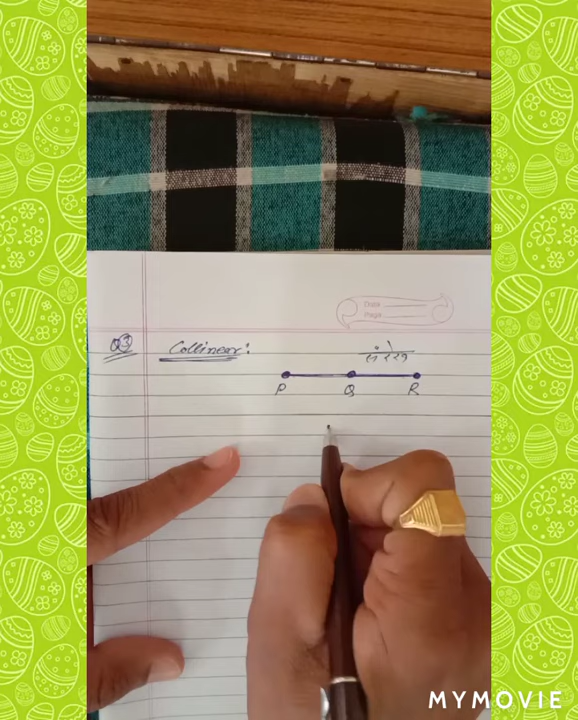 Date
Page
Q3 Collinear:
संरेख
P Q R
MYMOVIE